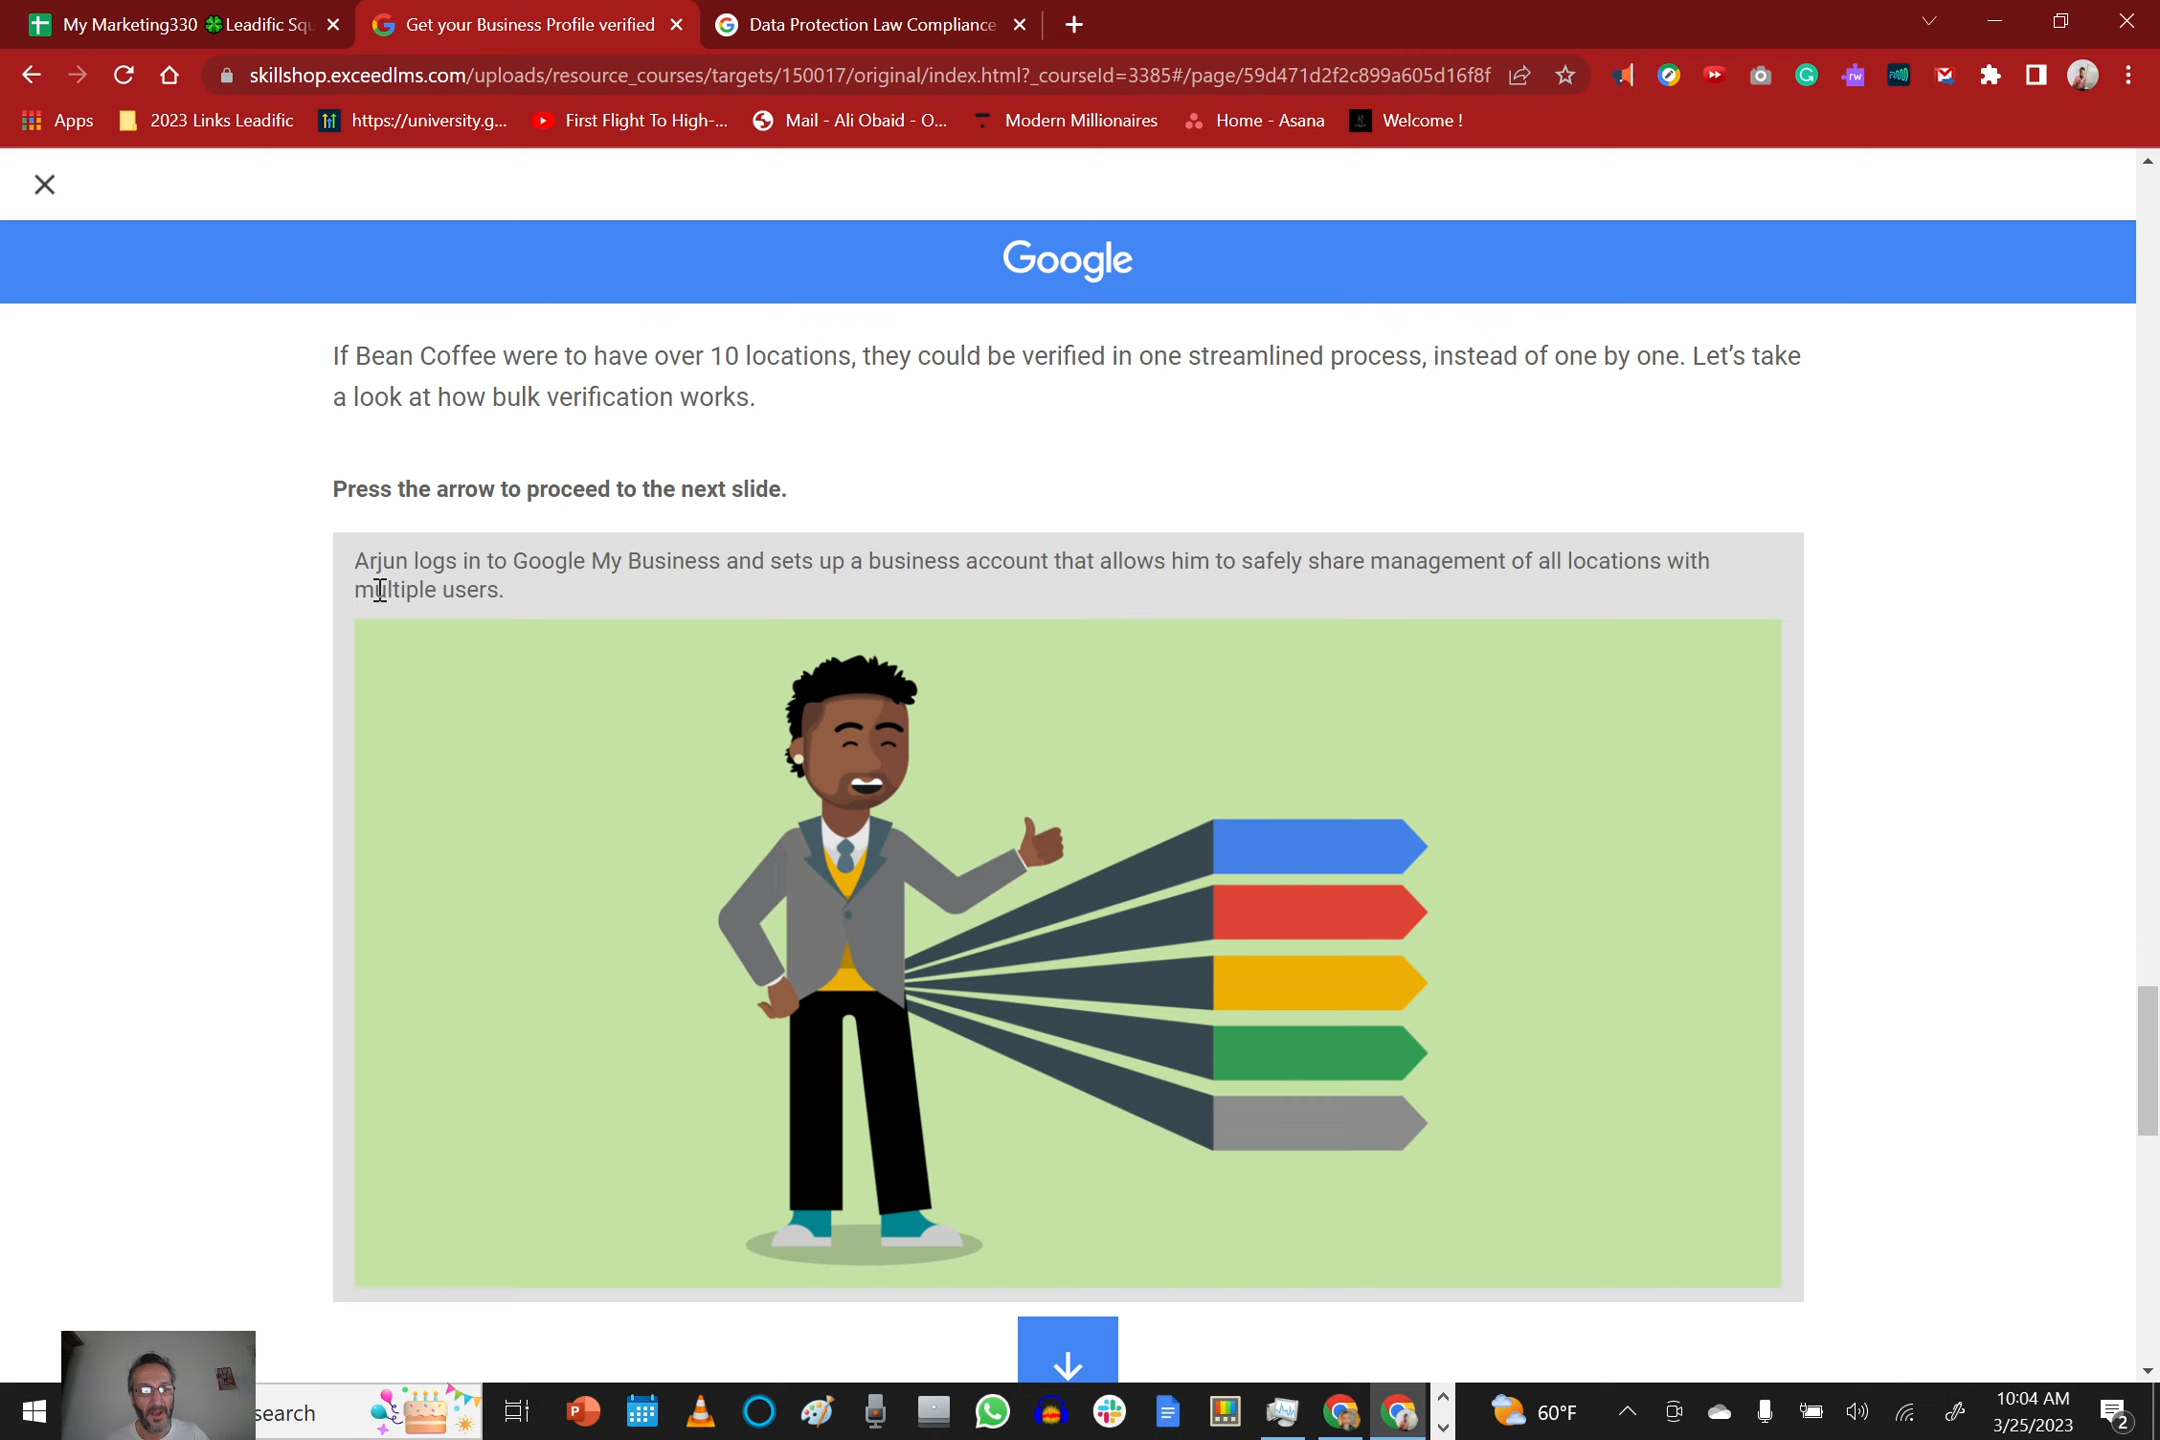 My Marketing330 🍀Leadific Squ
Get your Business Profile verified
Data Protection Law Compliance
skillshop.exceedlms.com/uploads/resource_courses/targets/150017/original/index.html?_courseId=3385#/page/59d471d2f2c899a605d16f8f
Apps
2023 Links Leadific
https://university.g...
First Flight To High-...
Mail - Ali Obaid - O...
Modern Millionaires
Home - Asana
Welcome !
Google
If Bean Coffee were to have over 10 locations, they could be verified in one streamlined process, instead of one by one. Let’s take
a look at how bulk verification works.
Press the arrow to proceed to the next slide.
Arjun logs in to Google My Business and sets up a business account that allows him to safely share management of all locations with
multiple users.
search
60°F
10:04 AM
3/25/2023
2